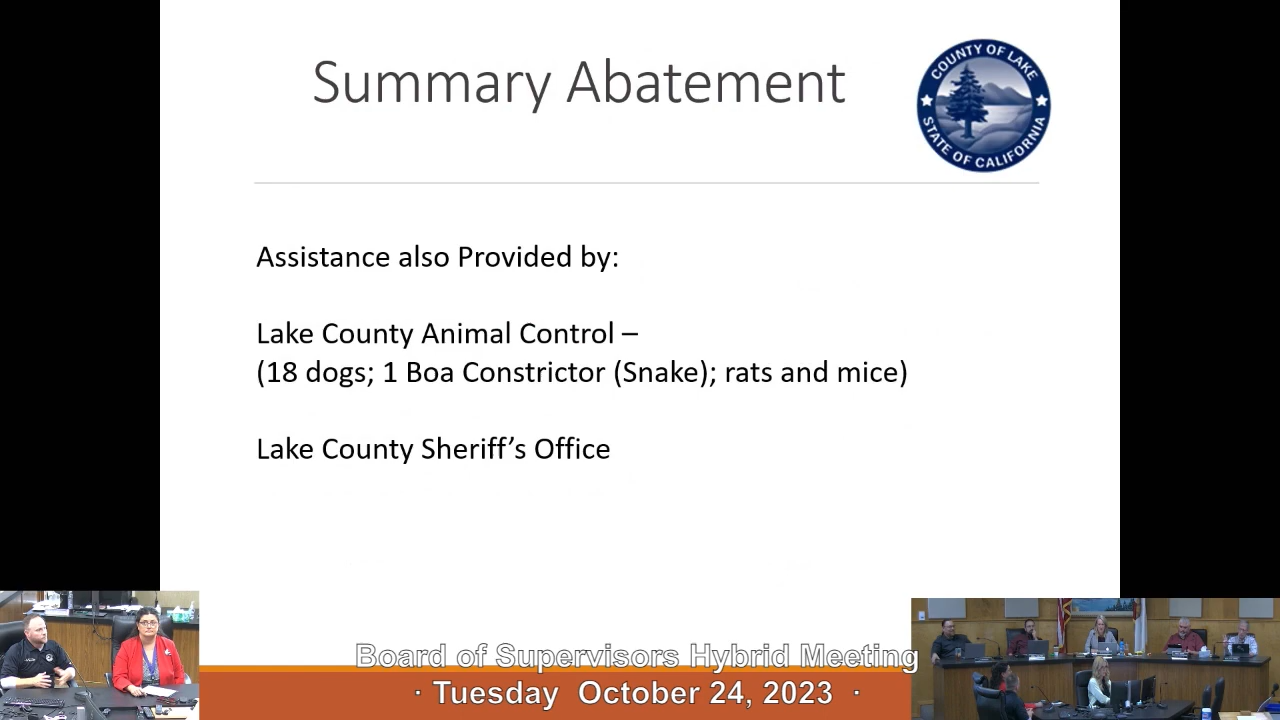 Summary Abatement
COUNTY OF LAKE
STATE OF CALIFORNIA
Assistance also Provided by:
Lake County Animal Control –
(18 dogs; 1 Boa Constrictor (Snake); rats and mice)
Lake County Sheriff’s Office
Board of Supervisors Hybrid Meeting
· Tuesday October 24, 2023 ·